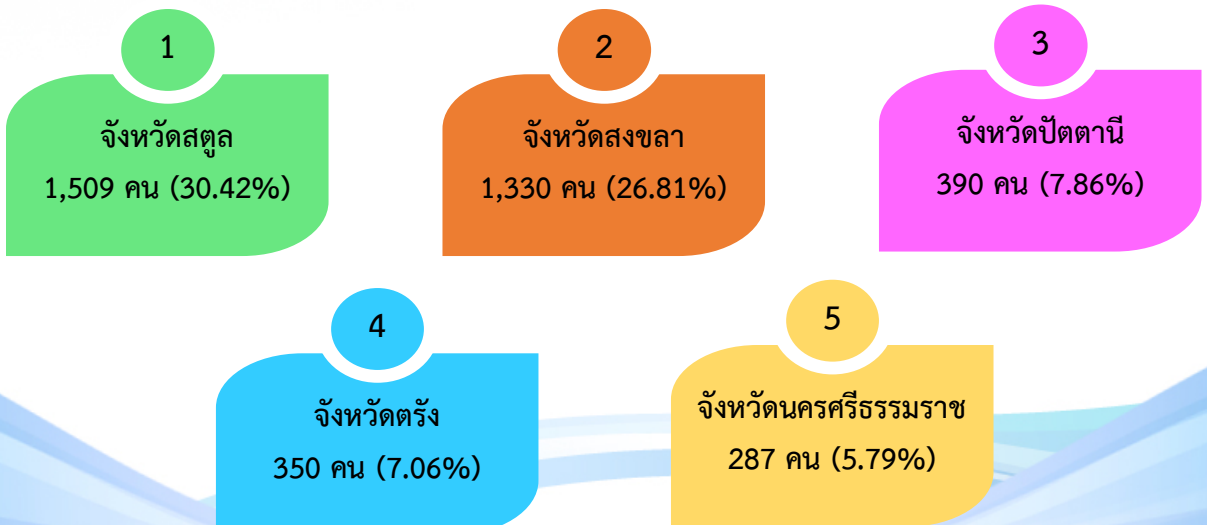 1
จังหวัดสตูล
1,509 คน (30.42%)
2
จังหวัดสงขลา
1,330 คน (26.81%)
3
จังหวัดปัตตานี
390 คน (7.86%)
4
จังหวัดตรัง
350 คน (7.06%)
5
จังหวัดนครศรีธรรมราช
287 คน (5.79%)